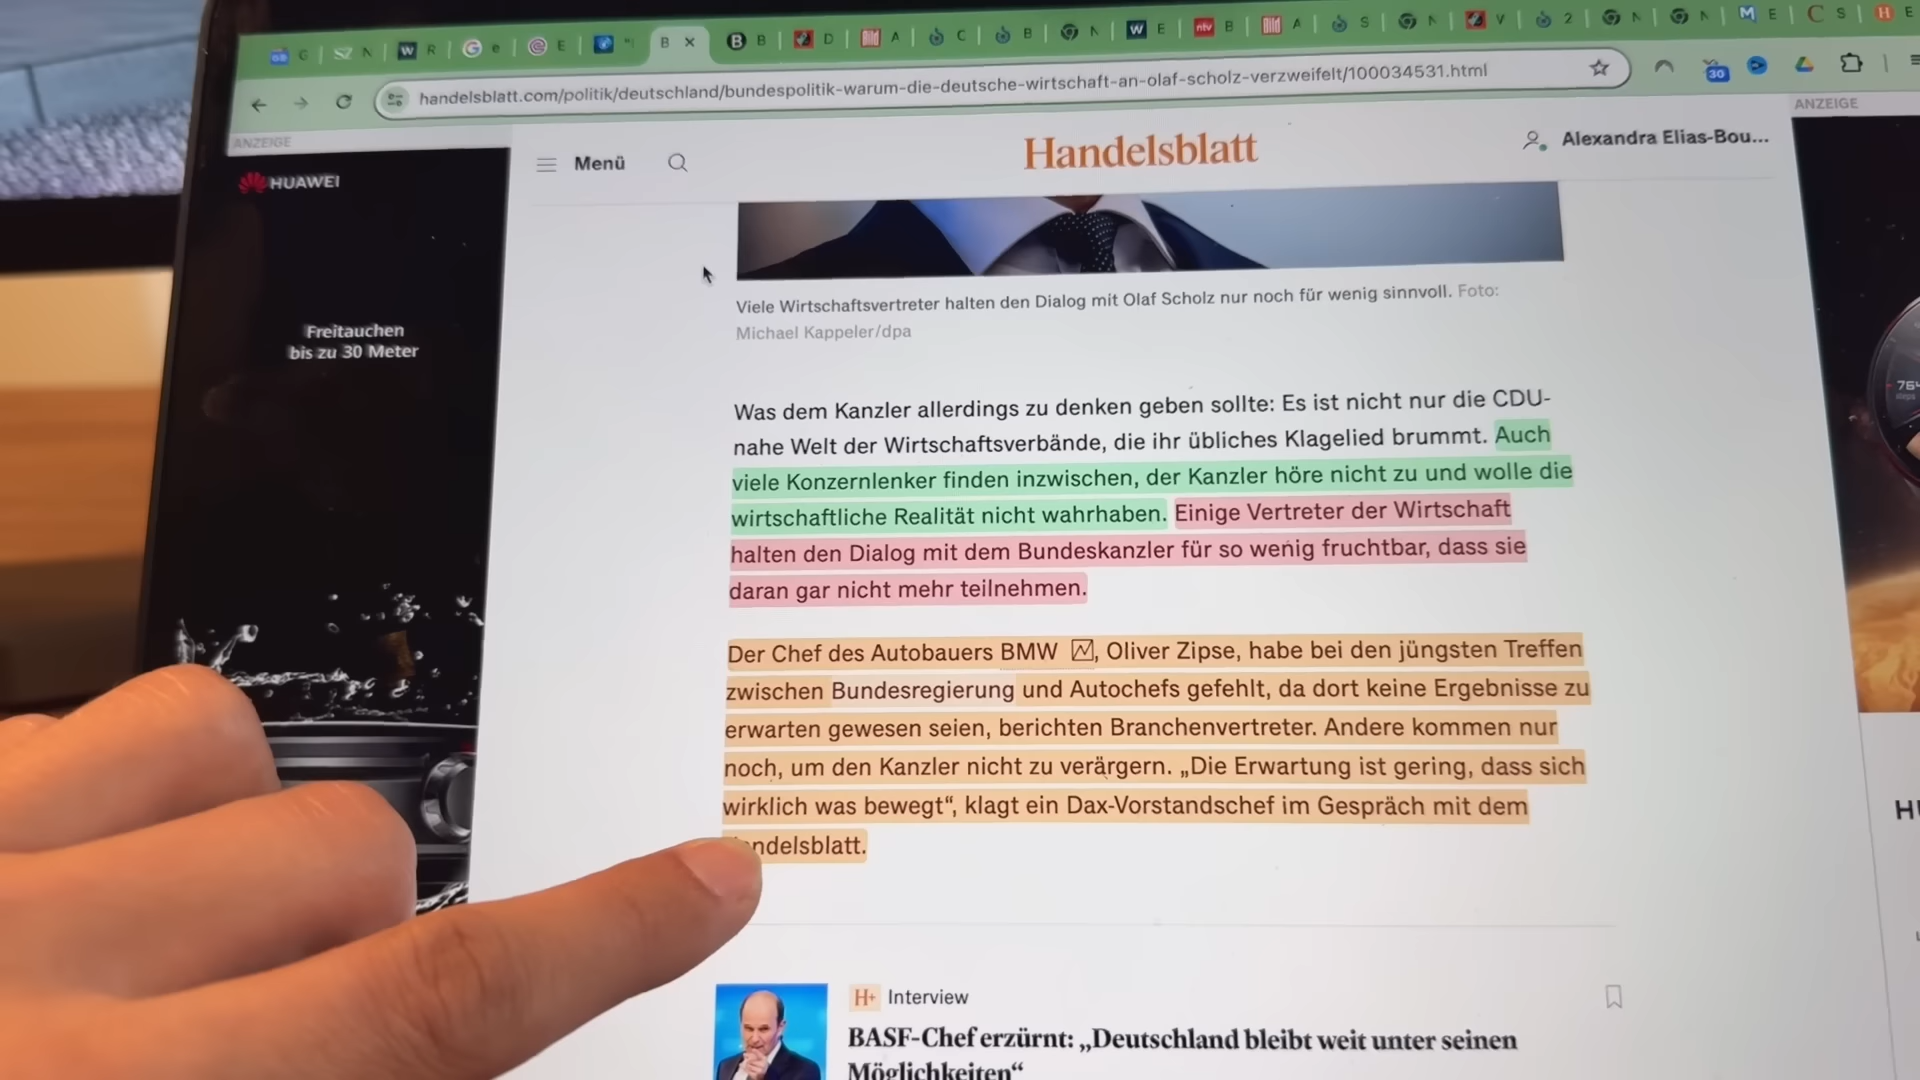 G SZ N W R G e E B B D A C B N W E ntv B A S N V 2 N N M E C S H E
handelsblatt.com/politik/deutschland/bundespolitik-warum-die-deutsche-wirtschaft-an-olaf-scholz-verzweifelt/100034531.html
30
ANZEIGE
ANZEIGE
HUAWEI
Freitauchen
bis zu 30 Meter
Menü
Handelsblatt
Alexandra Elias-Bou...
Viele Wirtschaftsvertreter halten den Dialog mit Olaf Scholz nur noch für wenig sinnvoll. Foto:
Michael Kappeler/dpa
Was dem Kanzler allerdings zu denken geben sollte: Es ist nicht nur die CDU-
nahe Welt der Wirtschaftsverbände, die ihr übliches Klagelied brummt. Auch
viele Konzernlenker finden inzwischen, der Kanzler höre nicht zu und wolle die
wirtschaftliche Realität nicht wahrhaben. Einige Vertreter der Wirtschaft
halten den Dialog mit dem Bundeskanzler für so wenig fruchtbar, dass sie
daran gar nicht mehr teilnehmen.
Der Chef des Autobauers BMW , Oliver Zipse, habe bei den jüngsten Treffen
zwischen Bundesregierung und Autochefs gefehlt, da dort keine Ergebnisse zu
erwarten gewesen seien, berichten Branchenvertreter. Andere kommen nur
noch, um den Kanzler nicht zu verärgern. „Die Erwartung ist gering, dass sich
wirklich was bewegt“, klagt ein Dax-Vorstandschef im Gespräch mit dem
ndelsblatt.
H+ Interview
BASF-Chef erzürnt: „Deutschland bleibt weit unter seinen
Möglichkeiten“